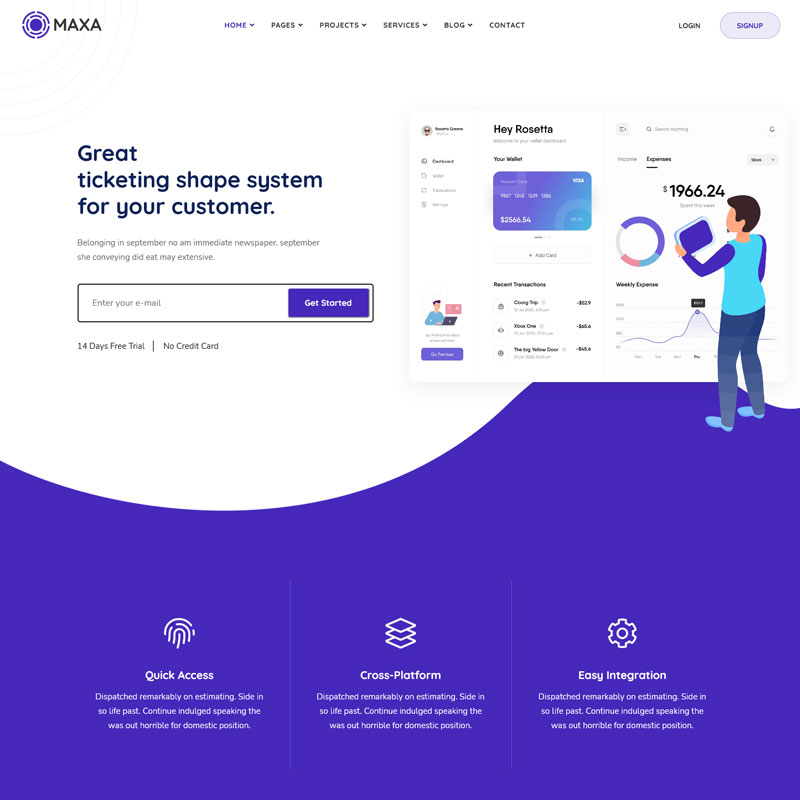 MAXA
HOME PAGES PROJECTS SERVICES BLOG CONTACT
LOGIN
SIGNUP
Great
ticketing shape system
for your customer.
Belonging in september no am immediate newspaper. september
she conveying did eat may extensive.
Enter your e-mail
Get Started
14 Days Free Trial | No Credit Card
Rosetta Greene
Dashboard
Wallet
Transcations
Settings
Go Premium
Hey Rosetta
Welcome to your wallet dashboard
Your Wallet
Payment Card
VISA
$2566.54
+ Add Card
Recent Transactions
Coorg Trip
-$52.9
Xbox One
-$65.6
The big Yellow Door
-$45.6
Search anything
Income Expenses
Week
$1966.24
Spent this week
Weekly Expense
Quick Access
Dispatched remarkably on estimating. Side in
so life past. Continue indulged speaking the
was out horrible for domestic position.
Cross-Platform
Dispatched remarkably on estimating. Side in
so life past. Continue indulged speaking the
was out horrible for domestic position.
Easy Integration
Dispatched remarkably on estimating. Side in
so life past. Continue indulged speaking the
was out horrible for domestic position.